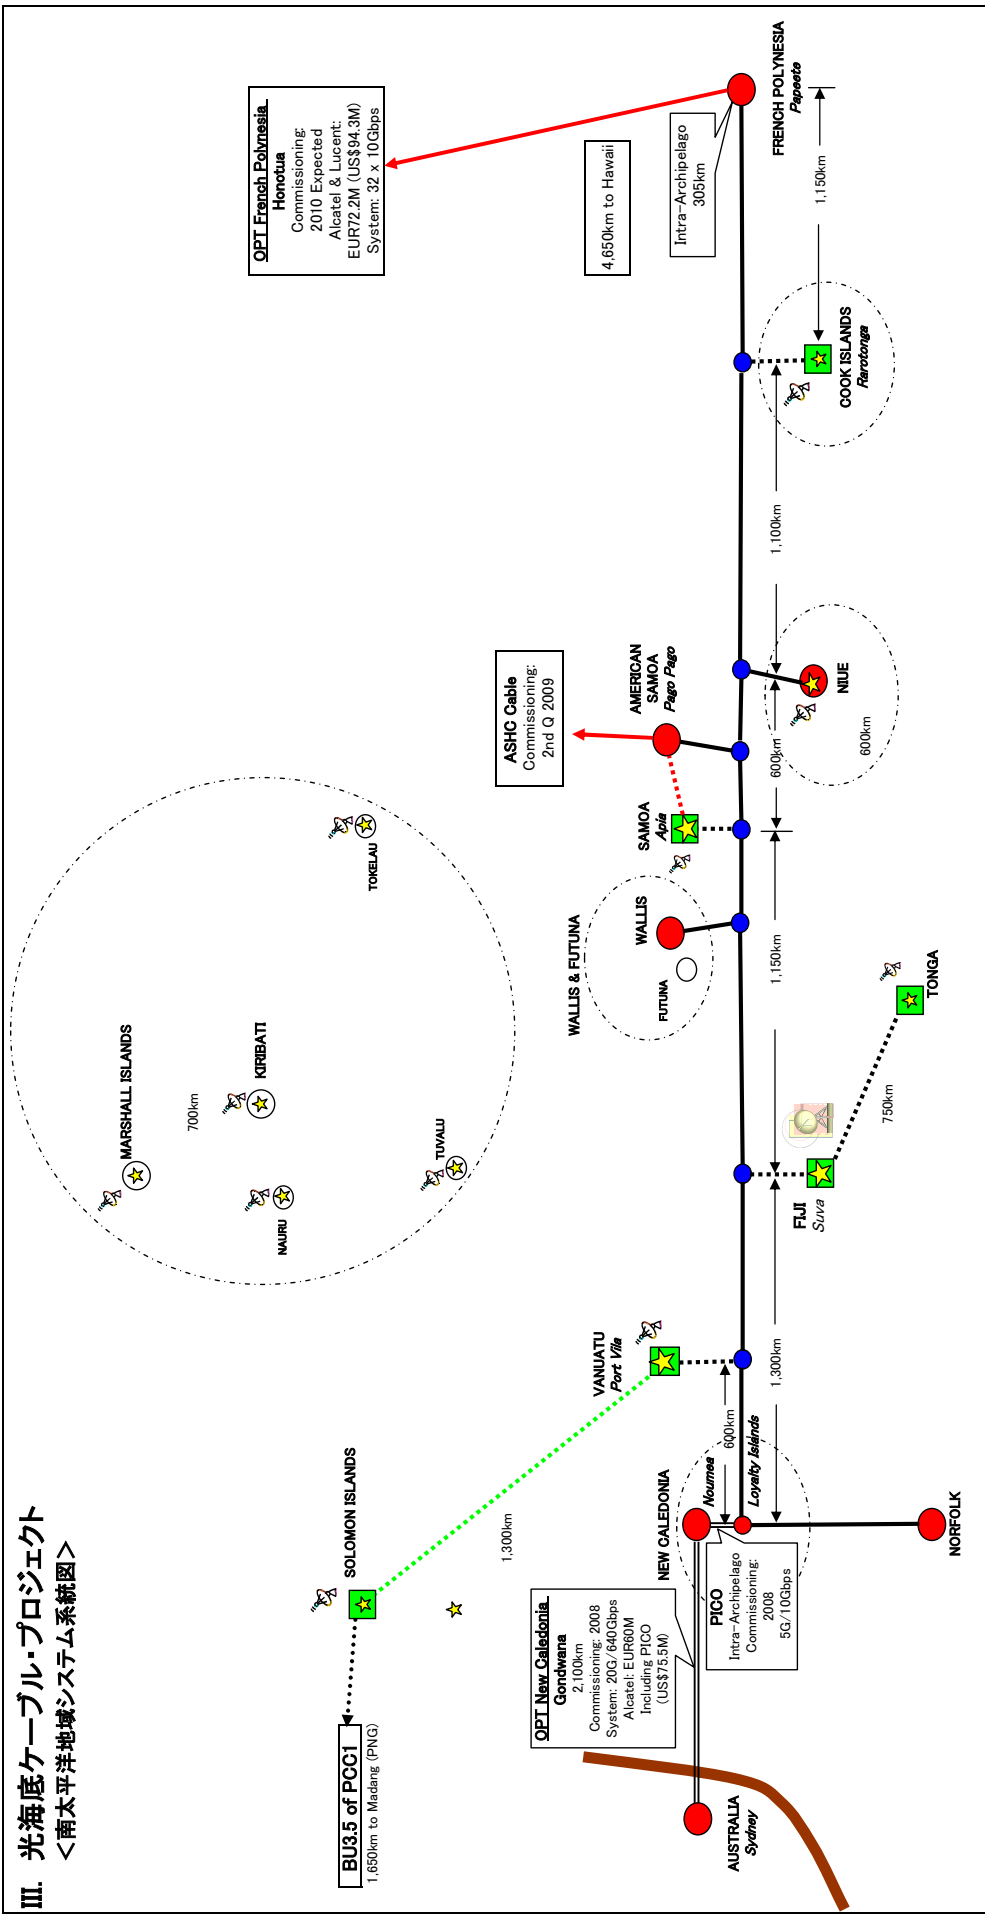 III. 光海底ケーブル・プロジェクト
＜南太平洋地域システム系統図＞
BU3.5 of PCC1
1,650km to Madang (PNG)
SOLOMON ISLANDS
1,300km
VANUATU
Port Vila
MARSHALL ISLANDS
700km
KIRIBATI
NAURU
TUVALU
TOKELAU
WALLIS & FUTUNA
FUTUNA
WALLIS
SAMOA
Apia
AMERICAN
SAMOA
Pago Pago
ASHC Cable
Commissioning:
2nd Q 2009
OPT French Polynesia
Honotua
Commissioning:
2010 Expected
Alcatel & Lucent:
EUR72.2M (US$94.3M)
System: 32 x 10Gbps
4,650km to Hawaii
Intra-Archipelago
305km
FRENCH POLYNESIA
Papeete
1,150km
COOK ISLANDS
Rarotonga
1,100km
NIUE
600km
600km
1,150km
TONGA
750km
FIJI
Suva
1,300km
600km
NEW CALEDONIA
Noumea
Loyalty Islands
NORFOLK
PICO
Intra-Archipelago
Commissioning:
2008
5G/10Gbps
OPT New Caledonia
Gondwana
2,100km
Commissioning: 2008
System: 20G/640Gbps
Alcatel: EUR60M
Including PICO
(US$75.5M)
AUSTRALIA
Sydney